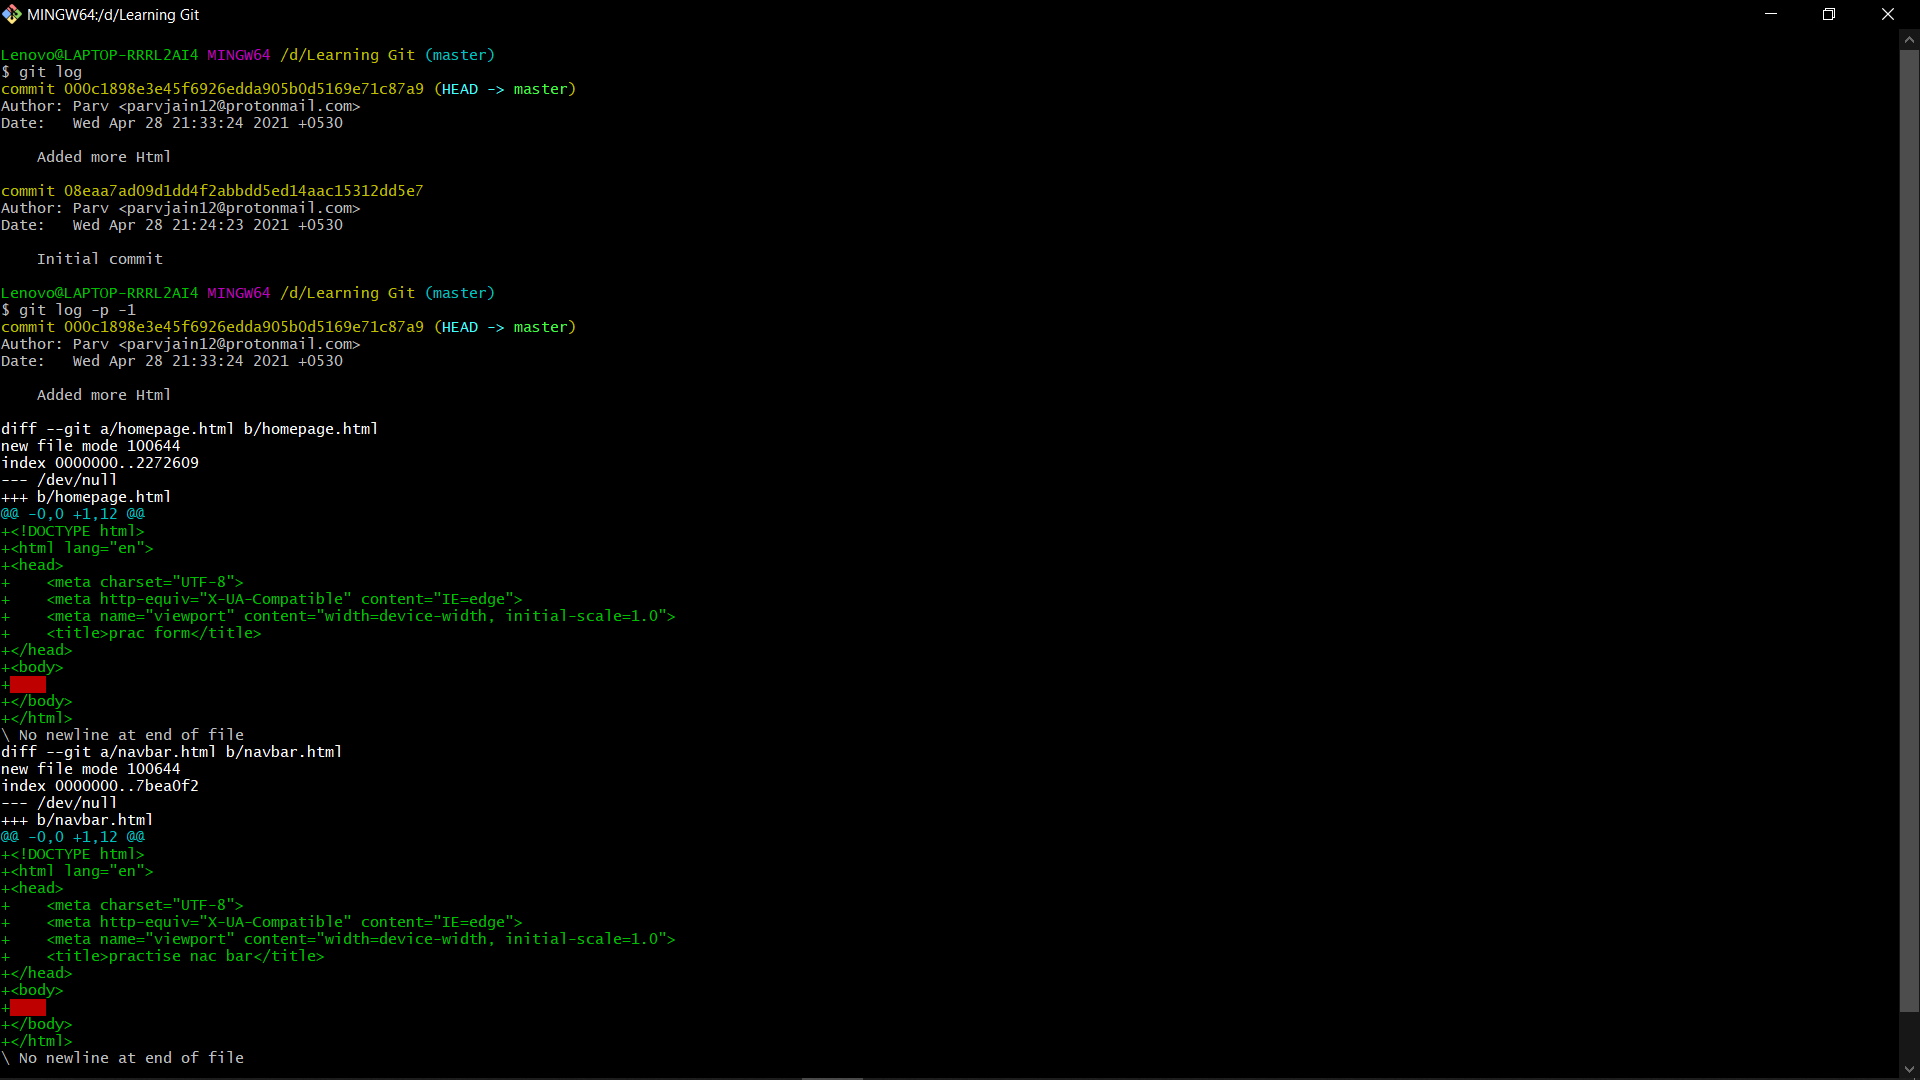 MINGW64:/d/Learning Git
Lenovo@LAPTOP-RRRL2AI4 MINGW64 /d/Learning Git (master)
$ git log
commit 000c1898e3e45f6926edda905b0d5169e71c87a9 (HEAD -> master)
Author: Parv <parvjain12@protonmail.com>
Date:   Wed Apr 28 21:33:24 2021 +0530
    Added more Html
commit 08eaa7ad09d1dd4f2abbdd5ed14aac15312dd5e7
Author: Parv <parvjain12@protonmail.com>
Date:   Wed Apr 28 21:24:23 2021 +0530
    Initial commit
Lenovo@LAPTOP-RRRL2AI4 MINGW64 /d/Learning Git (master)
$ git log -p -1
commit 000c1898e3e45f6926edda905b0d5169e71c87a9 (HEAD -> master)
Author: Parv <parvjain12@protonmail.com>
Date:   Wed Apr 28 21:33:24 2021 +0530
    Added more Html
diff --git a/homepage.html b/homepage.html
new file mode 100644
index 0000000..2272609
--- /dev/null
+++ b/homepage.html
@@ -0,0 +1,12 @@
+<!DOCTYPE html>
+<html lang="en">
+<head>
+    <meta charset="UTF-8">
+    <meta http-equiv="X-UA-Compatible" content="IE=edge">
+    <meta name="viewport" content="width=device-width, initial-scale=1.0">
+    <title>prac form</title>
+</head>
+<body>
+
+</body>
+</html>
\ No newline at end of file
diff --git a/navbar.html b/navbar.html
new file mode 100644
index 0000000..7bea0f2
--- /dev/null
+++ b/navbar.html
@@ -0,0 +1,12 @@
+<!DOCTYPE html>
+<html lang="en">
+<head>
+    <meta charset="UTF-8">
+    <meta http-equiv="X-UA-Compatible" content="IE=edge">
+    <meta name="viewport" content="width=device-width, initial-scale=1.0">
+    <title>practise nac bar</title>
+</head>
+<body>
+
+</body>
+</html>
\ No newline at end of file